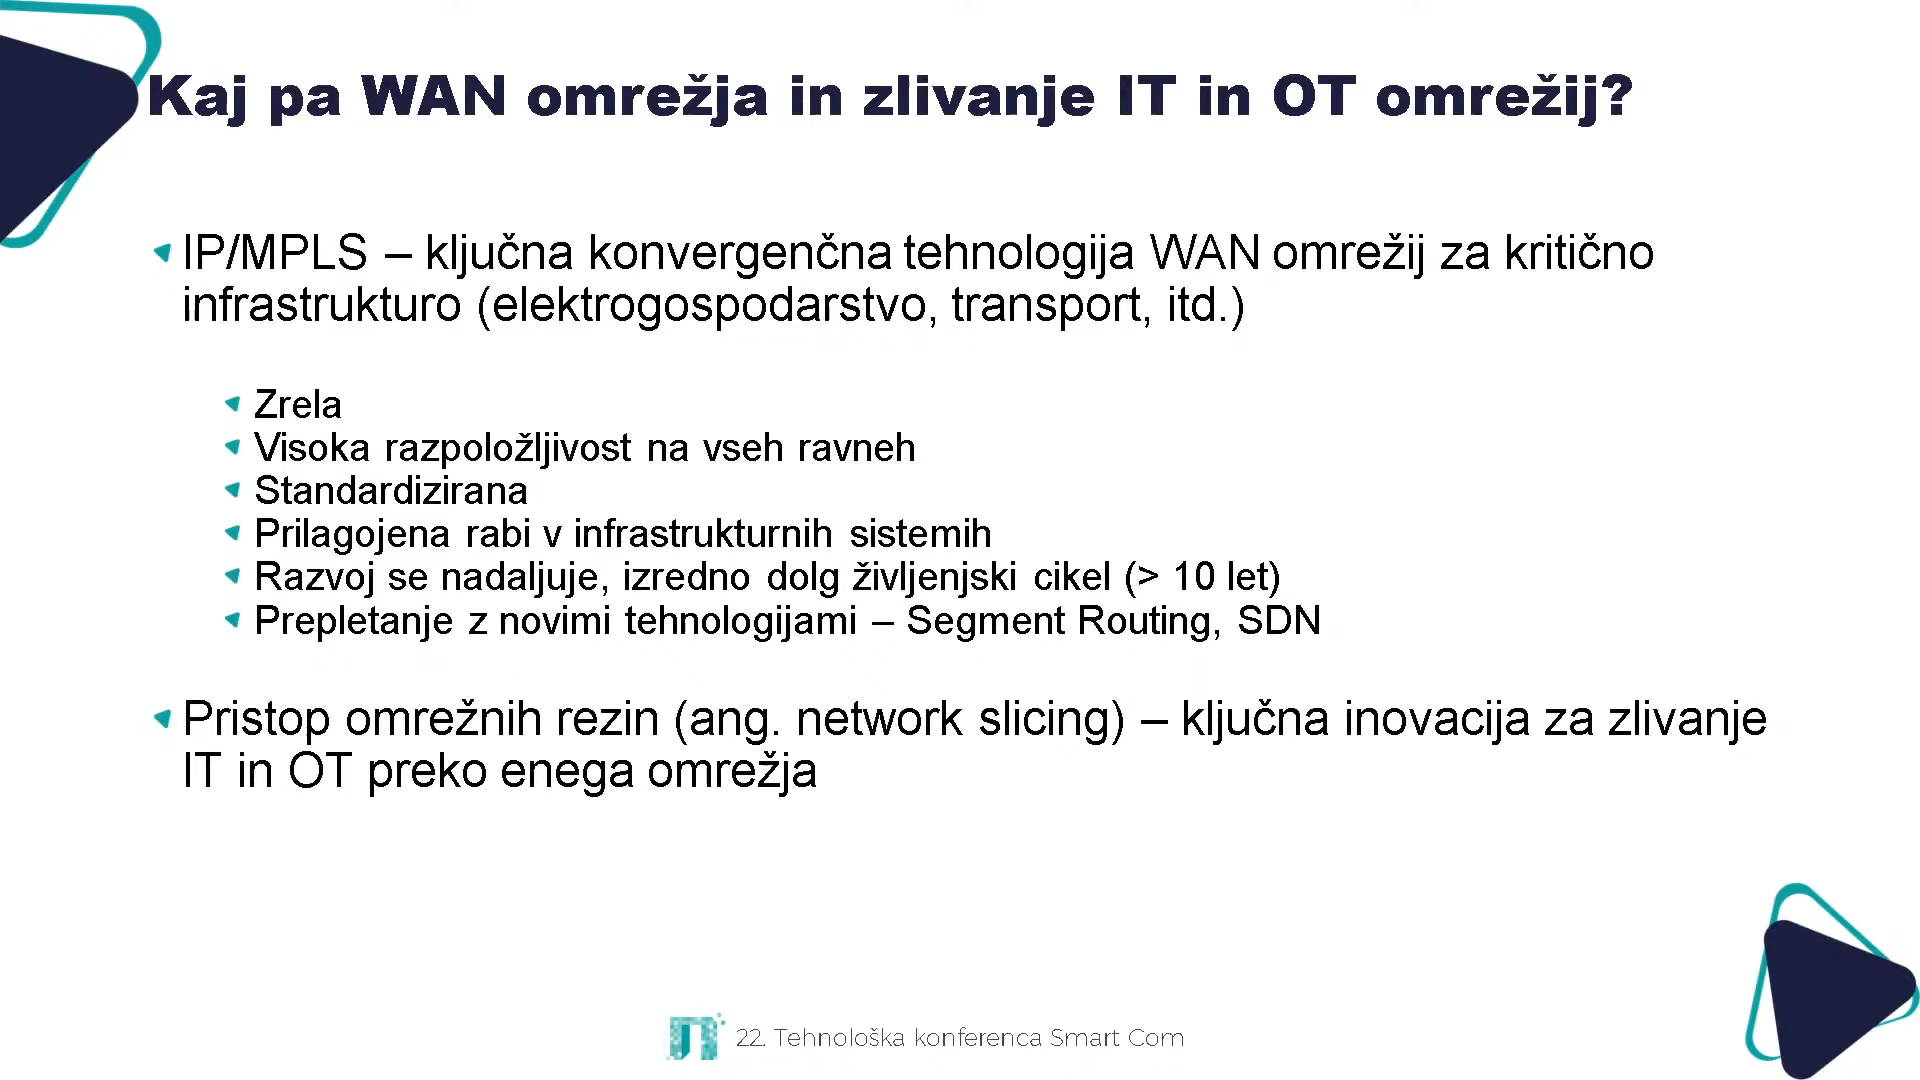 Kaj pa WAN omrežja in zlivanje IT in OT omrežij?
IP/MPLS – ključna konvergenčna tehnologija WAN omrežij za kritično
infrastrukturo (elektrogospodarstvo, transport, itd.)
Zrela
Visoka razpoložljivost na vseh ravneh
Standardizirana
Prilagojena rabi v infrastrukturnih sistemih
Razvoj se nadaljuje, izredno dolg življenjski cikel (> 10 let)
Prepletanje z novimi tehnologijami – Segment Routing, SDN
Pristop omrežnih rezin (ang. network slicing) – ključna inovacija za zlivanje
IT in OT preko enega omrežja
22. Tehnološka konferenca Smart Com